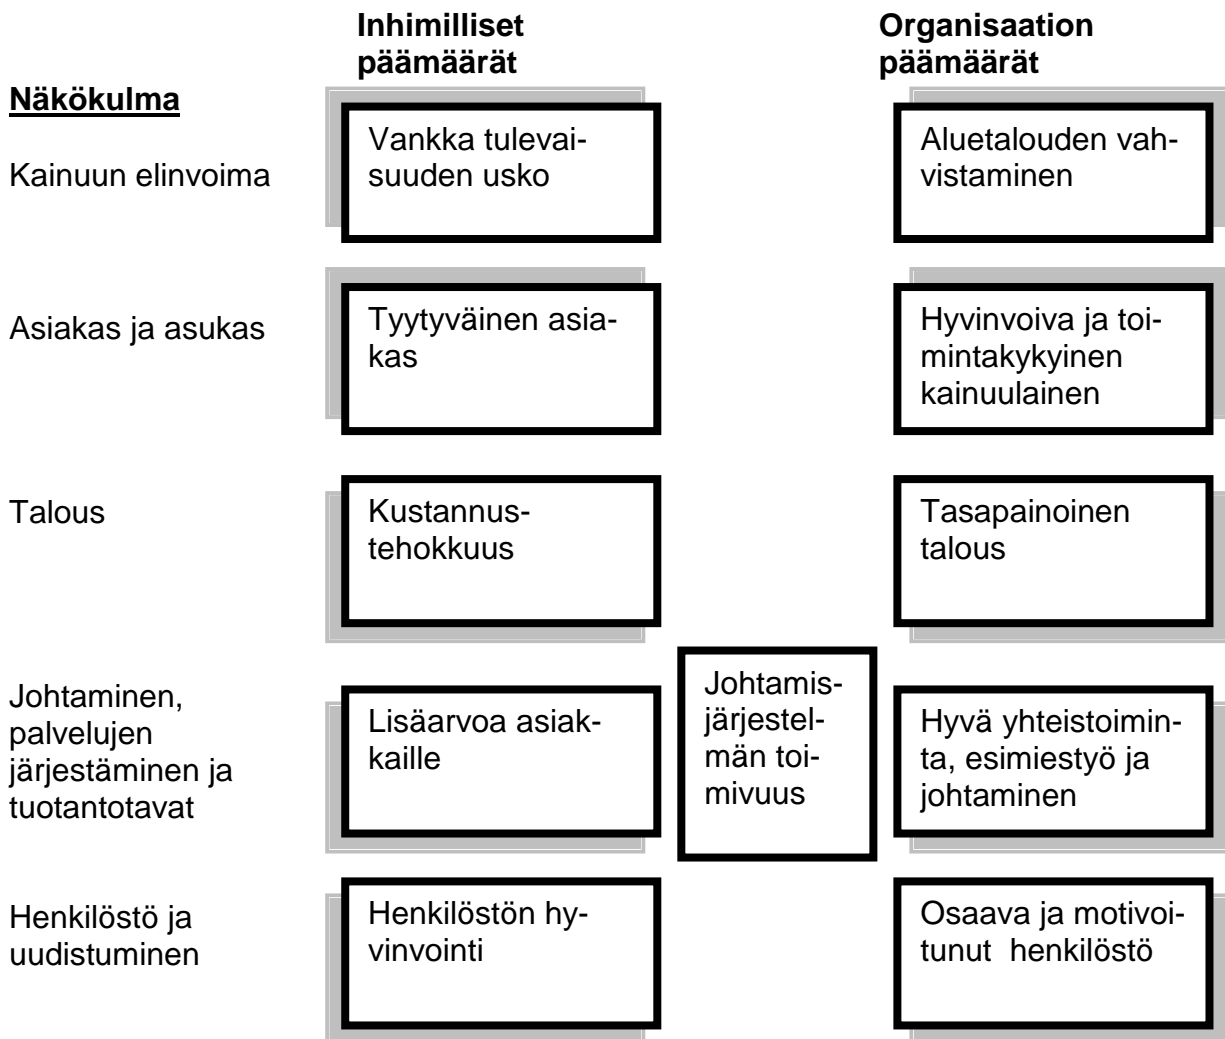 Inhimilliset
päämäärät
Organisaation
päämäärät
Näkökulma
Kainuun elinvoima
Vankka tulevai-
suuden usko
Aluetalouden vah-
vistaminen
Asiakas ja asukas
Tyytyväinen asia-
kas
Hyvinvoiva ja toi-
mintakykyinen
kainuulainen
Talous
Kustannus-
tehokkuus
Tasapainoinen
talous
Johtaminen,
palvelujen
järjestäminen ja
tuotantotavat
Lisäarvoa asiak-
kaille
Johtamis-
järjestel-
män toi-
mivuus
Hyvä yhteistoimin-
ta, esimiestyö ja
johtaminen
Henkilöstö ja
uudistuminen
Henkilöstön hy-
vinvointi
Osaava ja motivoi-
tunut  henkilöstö